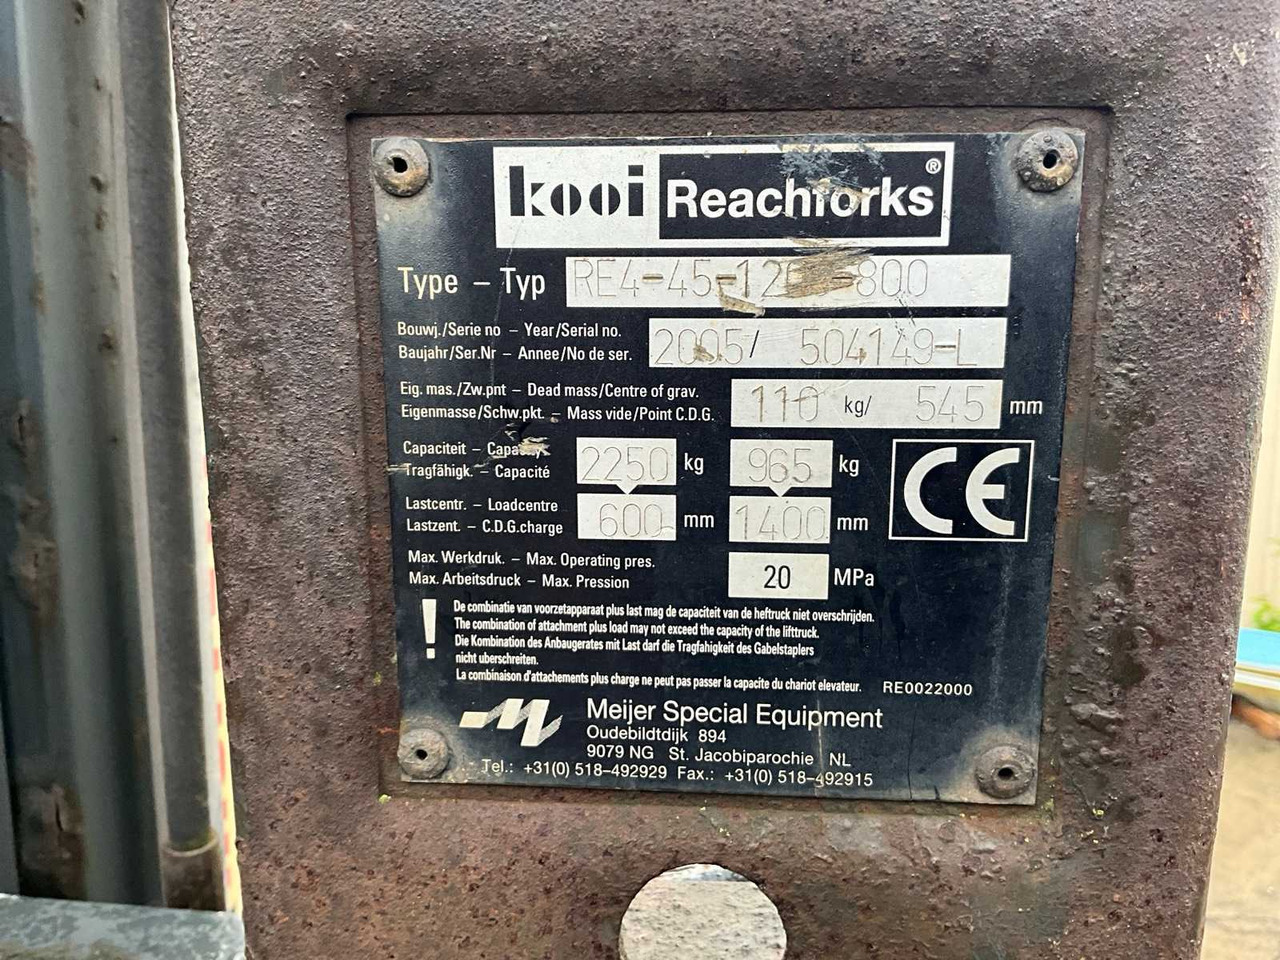 kooi Reachforks®
Type – Typ RE4-45-120 -800
Bouwj./Serie no – Year/Serial no.
Baujahr/Ser.Nr – Annee/No de ser. 2005/ 504149-L
Eig. mas./Zw.pnt – Dead mass/Centre of grav.
Eigenmasse/Schw.pkt. – Mass vide/Point C.D.G. 110 kg/ 545 mm
Capaciteit – Capacity
Tragfähigk. – Capacité 2250 kg 965 kg
CE
Lastcentr. – Loadcentre
Lastzent. – C.D.G.charge 600 mm 1400 mm
Max. Werkdruk. – Max. Operating pres.
Max. Arbeitsdruck – Max. Pression 20 MPa
! De combinatie van voorzetapparaat plus last mag de capaciteit van de heftruck niet overschrijden.
The combination of attachment plus load may not exceed the capacity of the lifttruck.
Die Kombination des Anbaugerates mit Last darf die Tragfahigkeit des Gabelstaplers
nicht uberschreiten.
La combinaison d'attachements plus charge ne peut pas passer la capacite du chariot elevateur. RE0022000
Meijer Special Equipment
Oudebildtdijk 894
9079 NG St. Jacobiparochie NL
Tel.: +31(0) 518-492929 Fax.: +31(0) 518-492915